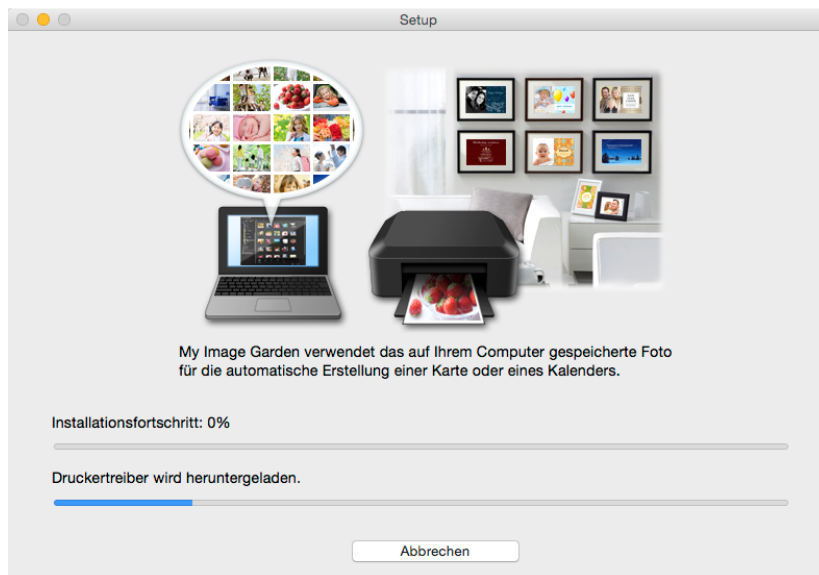 Setup
My Image Garden verwendet das auf Ihrem Computer gespeicherte Foto
für die automatische Erstellung einer Karte oder eines Kalenders.
Installationsfortschritt: 0%
Druckertreiber wird heruntergeladen.
Abbrechen